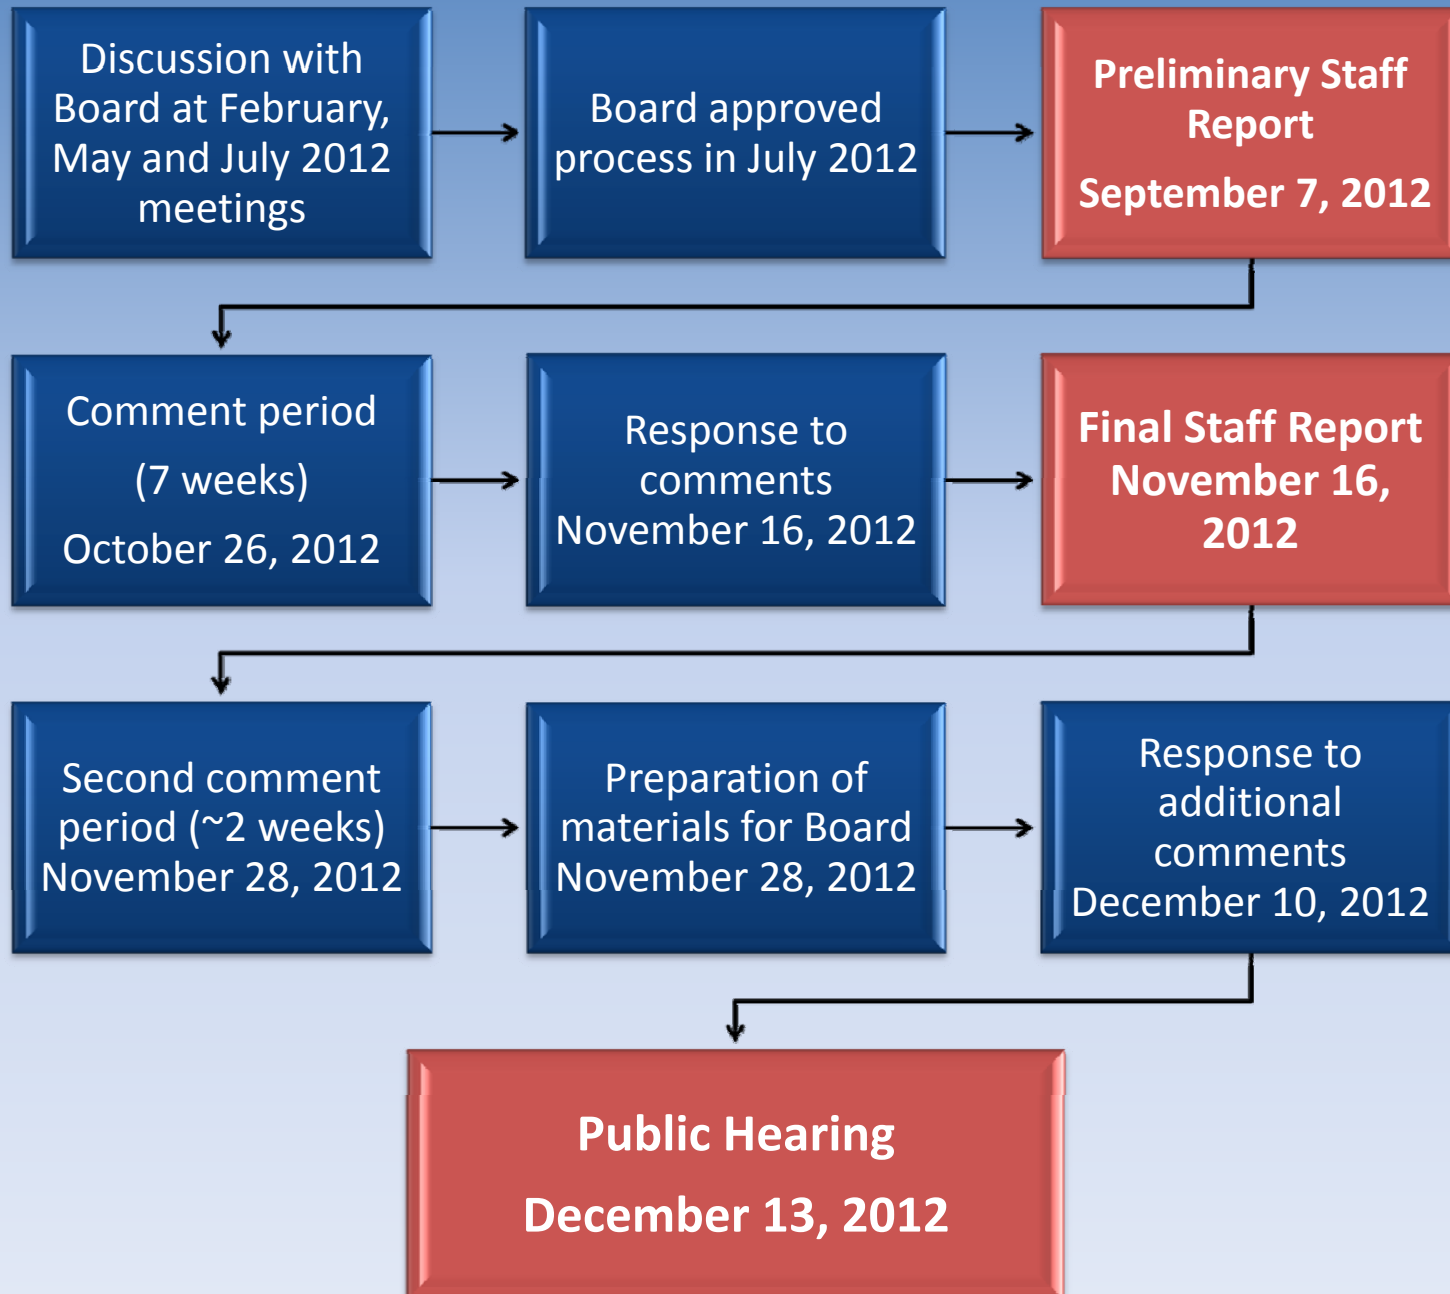 Discussion with
Board at February,
May and July 2012
meetings
Board approved
process in July 2012
Preliminary Staff
Report
September 7, 2012
Comment period
(7 weeks)
October 26, 2012
Response to
comments
November 16, 2012
Final Staff Report
November 16,
2012
Second comment
period (~2 weeks)
November 28, 2012
Preparation of
materials for Board
November 28, 2012
Response to
additional
comments
December 10, 2012
Public Hearing
December 13, 2012